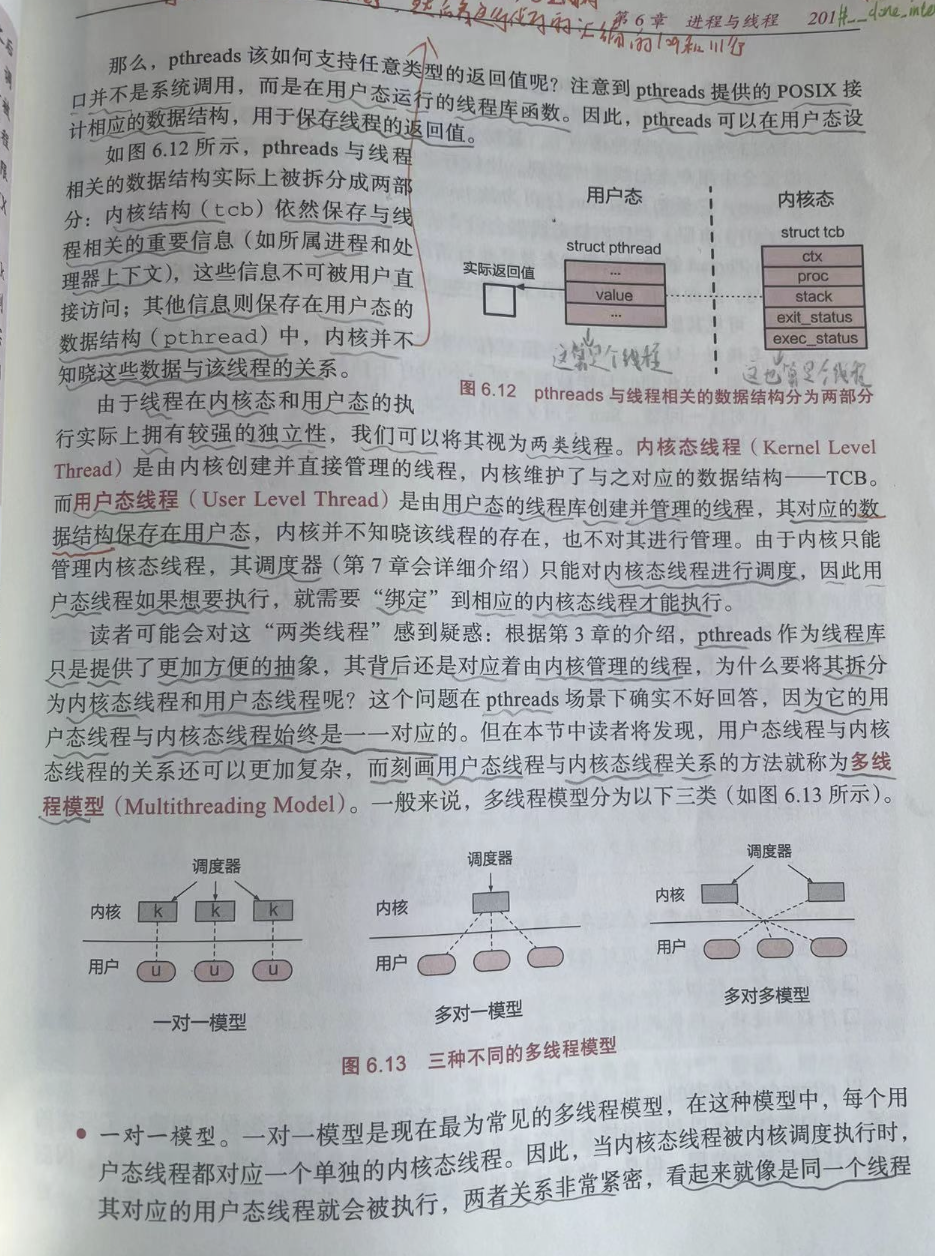 第 6 章 进程与线程 201
那么，pthreads 该如何支持任意类型的返回值呢？注意到 pthreads 提供的 POSIX 接
口并不是系统调用，而是在用户态运行的线程库函数。因此，pthreads 可以在用户态设
计相应的数据结构，用于保存线程的返回值。
如图 6.12 所示，pthreads 与线程
相关的数据结构实际上被拆分成两部
分：内核结构（tcb）依然保存与线
程相关的重要信息（如所属进程和处
理器上下文），这些信息不可被用户直
接访问；其他信息则保存在用户态的
数据结构（pthread）中，内核并不
知晓这些数据与该线程的关系。
用户态
内核态
struct pthread
struct tcb
实际返回值
...
value
...
ctx
proc
stack
exit_status
exec_status
这算是个线程
这也算是个线程
图 6.12 pthreads 与线程相关的数据结构分为两部分
由于线程在内核态和用户态的执
行实际上拥有较强的独立性，我们可以将其视为两类线程。内核态线程（Kernel Level
Thread）是由内核创建并直接管理的线程，内核维护了与之对应的数据结构——TCB。
而用户态线程（User Level Thread）是由用户态的线程库创建并管理的线程，其对应的数
据结构保存在用户态，内核并不知晓该线程的存在，也不对其进行管理。由于内核只能
管理内核态线程，其调度器（第 7 章会详细介绍）只能对内核态线程进行调度，因此用
户态线程如果想要执行，就需要“绑定”到相应的内核态线程才能执行。
读者可能会对这“两类线程”感到疑惑：根据第 3 章的介绍，pthreads 作为线程库
只是提供了更加方便的抽象，其背后还是对应着由内核管理的线程，为什么要将其拆分
为内核态线程和用户态线程呢？这个问题在 pthreads 场景下确实不好回答，因为它的用
户态线程与内核态线程始终是一一对应的。但在本节中读者将发现，用户态线程与内核
态线程的关系还可以更加复杂，而刻画用户态线程与内核态线程关系的方法就称为多线
程模型（Multithreading Model）。一般来说，多线程模型分为以下三类（如图 6.13 所示）。
调度器
内核 k k k
用户 u u u
一对一模型
调度器
内核
用户
多对一模型
调度器
内核
用户
多对多模型
图 6.13 三种不同的多线程模型
• 一对一模型。一对一模型是现在最为常见的多线程模型，在这种模型中，每个用
户态线程都对应一个单独的内核态线程。因此，当内核态线程被内核调度执行时，
其对应的用户态线程就会被执行，两者关系非常紧密，看起来就像是同一个线程